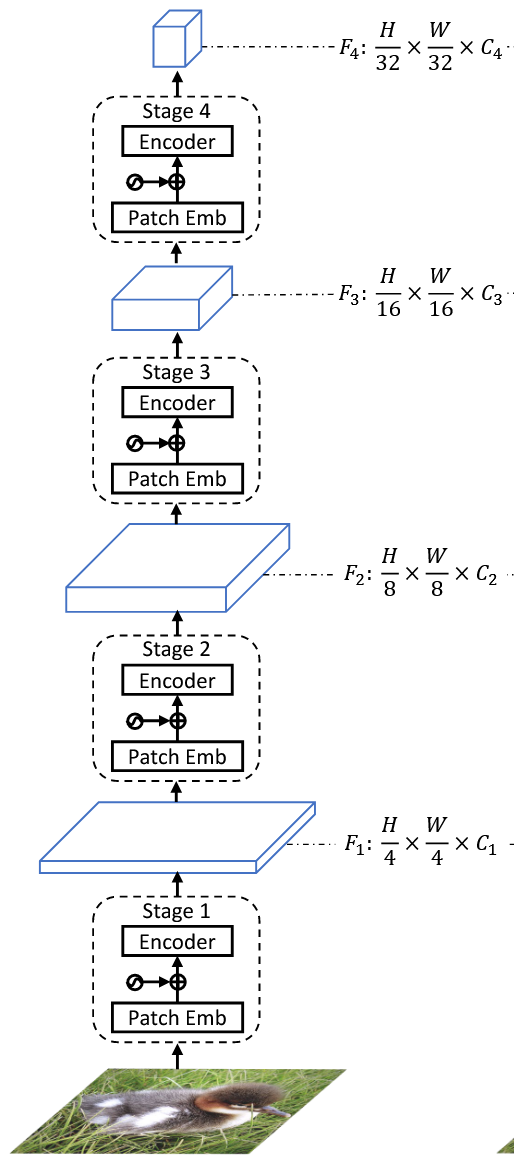 F₄: H/32 × W/32 × C₄
Stage 4
Encoder
Patch Emb
F₃: H/16 × W/16 × C₃
Stage 3
Encoder
Patch Emb
F₂: H/8 × W/8 × C₂
Stage 2
Encoder
Patch Emb
F₁: H/4 × W/4 × C₁
Stage 1
Encoder
Patch Emb